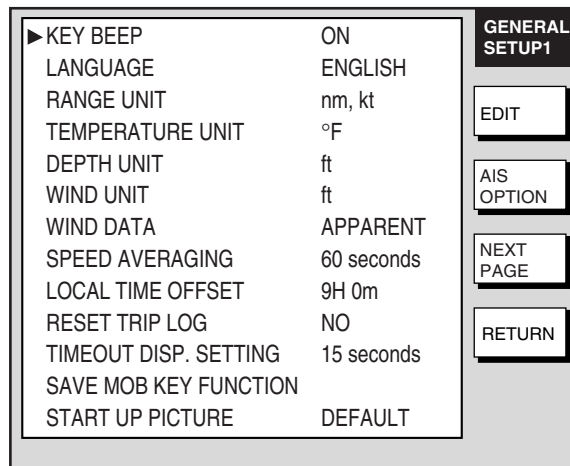 ▶KEY BEEP ON
LANGUAGE ENGLISH
RANGE UNIT nm, kt
TEMPERATURE UNIT °F
DEPTH UNIT ft
WIND UNIT ft
WIND DATA APPARENT
SPEED AVERAGING 60 seconds
LOCAL TIME OFFSET 9H 0m
RESET TRIP LOG NO
TIMEOUT DISP. SETTING 15 seconds
SAVE MOB KEY FUNCTION
START UP PICTURE DEFAULT
GENERAL
SETUP1
EDIT
AIS
OPTION
NEXT
PAGE
RETURN